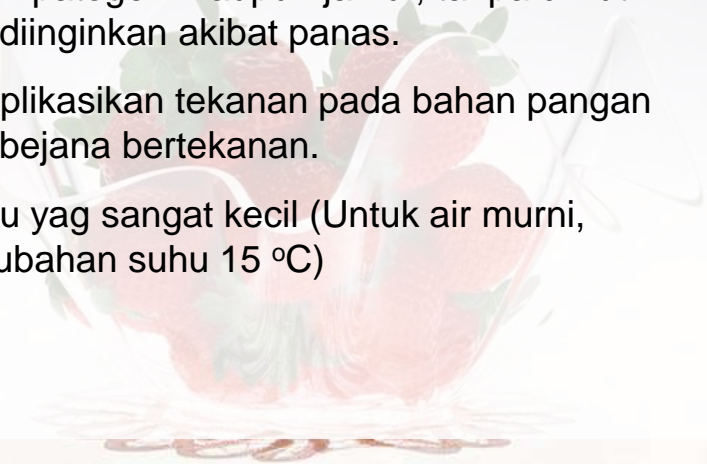 diinginkan akibat panas.
plikasikan tekanan pada bahan pangan
bejana bertekanan.
u yag sangat kecil (Untuk air murni,
ubahan suhu 15 °C)